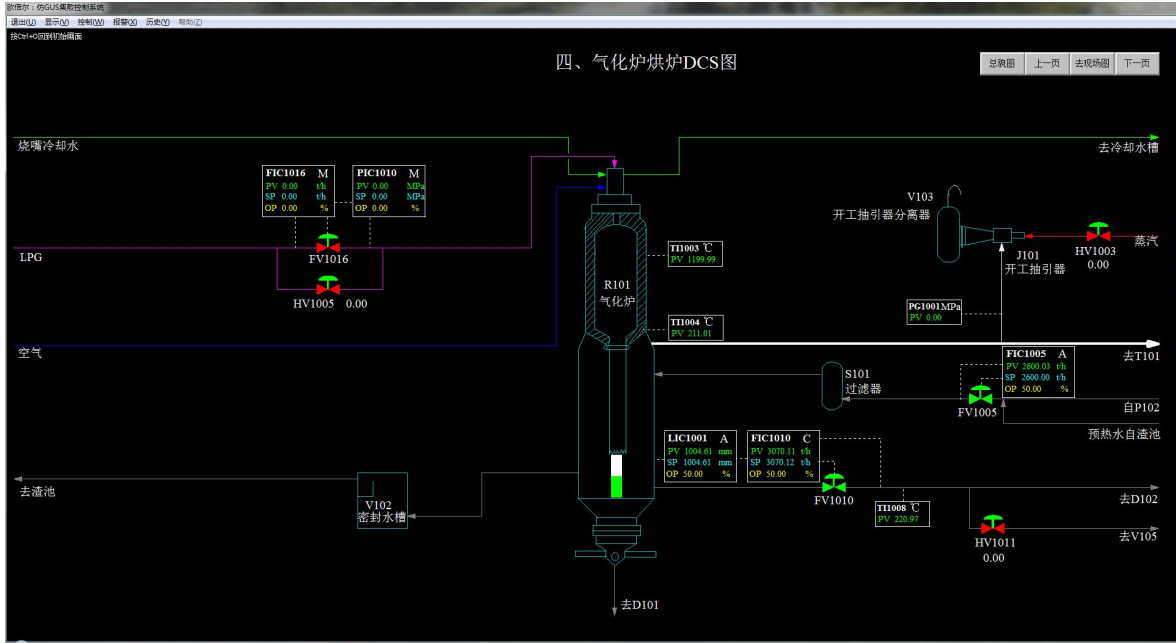 欧倍尔：仿GUS集散控制系统
退出(U) 显示(V) 控制(W) 报警(X) 历史(Y) 帮助(Z)
按Ctrl+O回到初始画面
四、气化炉烘炉DCS图
总貌图 上一页 去现场图 下一页
烧嘴冷却水
去冷却水槽
FIC1016 M
PV 0.00 t/h
SP 0.00 t/h
OP 0.00 %
PIC1010 M
PV 0.00 MPa
SP 0.00 MPa
OP 0.00 %
LPG
FV1016
HV1005 0.00
V103
开工抽引器分离器
J101
开工抽引器
HV1003
0.00
蒸汽
TI1003 ℃
PV 1199.99
R101
气化炉
TI1004 ℃
PV 211.01
PG1001MPa
PV 0.00
空气
去T101
FIC1005 A
PV 2600.03 t/h
SP 2600.00 t/h
OP 50.00 %
S101
过滤器
FV1005
自P102
预热水自渣池
LIC1001 A
PV 1004.61 mm
SP 1004.61 mm
OP 50.00 %
FIC1010 C
PV 3070.11 t/h
SP 3070.12 t/h
OP 50.00 %
FV1010
去渣池
V102
密封水槽
TI1008 ℃
PV 220.97
去D102
HV1011
0.00
去V105
去D101